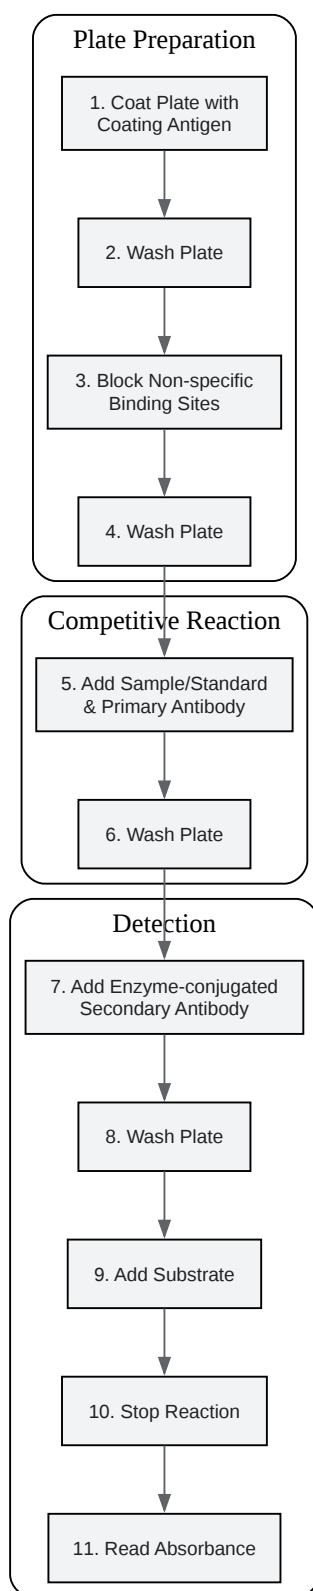 Plate Preparation
1. Coat Plate with
Coating Antigen
2. Wash Plate
3. Block Non-specific
Binding Sites
4. Wash Plate
Competitive Reaction
5. Add Sample/Standard
& Primary Antibody
6. Wash Plate
Detection
7. Add Enzyme-conjugated
Secondary Antibody
8. Wash Plate
9. Add Substrate
10. Stop Reaction
11. Read Absorbance